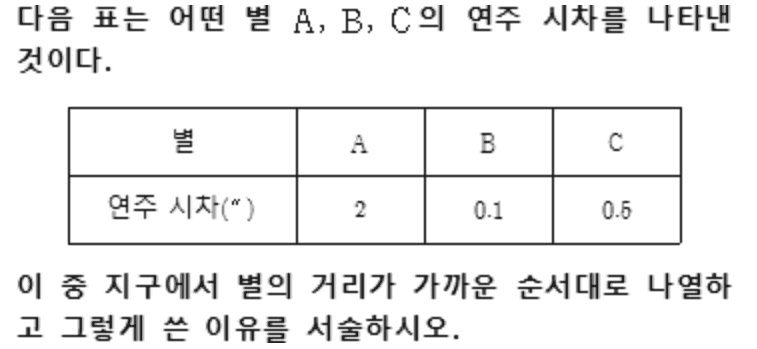 다음 표는 어떤 별 A, B, C의 연주 시차를 나타낸
것이다.
별 A B C
연주 시차(″) 2 0.1 0.5
이 중 지구에서 별의 거리가 가까운 순서대로 나열하
고 그렇게 쓴 이유를 서술하시오.